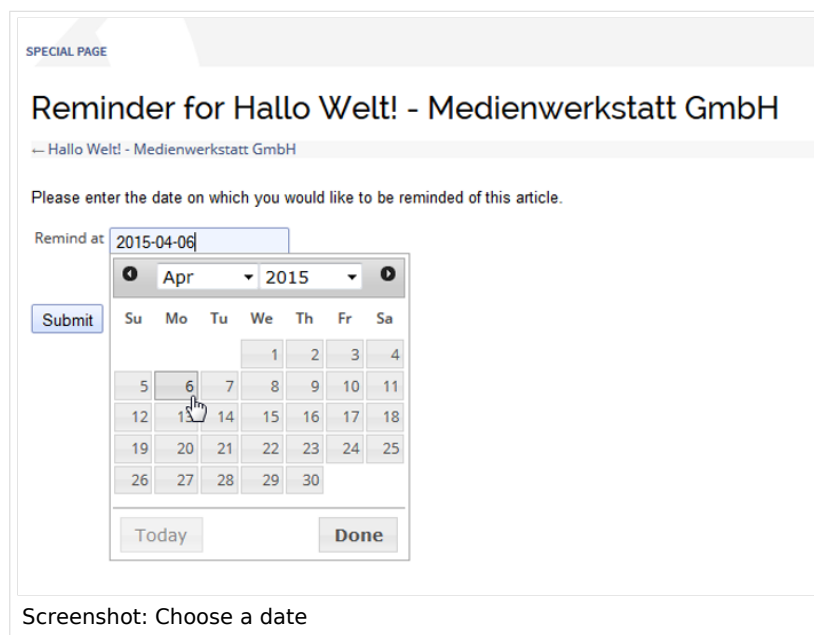 SPECIAL PAGE
Reminder for Hallo Welt! - Medienwerkstatt GmbH
← Hallo Welt! - Medienwerkstatt GmbH
Please enter the date on which you would like to be reminded of this article.
Remind at 2015-04-06
Apr 2015
Submit
Su Mo Tu We Th Fr Sa
1 2 3 4
5 6 7 8 9 10 11
12 13 14 15 16 17 18
19 20 21 22 23 24 25
26 27 28 29 30
Today Done
Screenshot: Choose a date